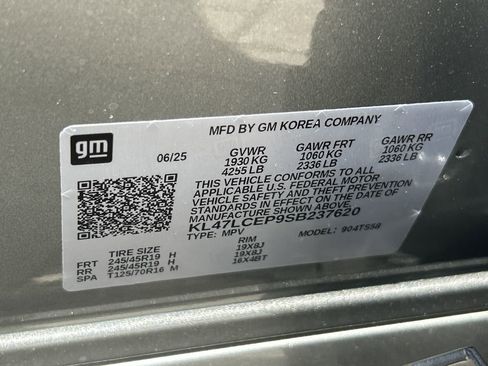 gm
MFD BY GM KOREA COMPANY
06/25 GVWR GAWR FRT GAWR RR
1930 KG 1060 KG 1060 KG
4255 LB 2336 LB 2336 LB
THIS VEHICLE CONFORMS TO ALL
APPLICABLE U.S. FEDERAL MOTOR
VEHICLE SAFETY AND THEFT PREVENTION
STANDARDS IN EFFECT ON THE DATE OF
MANUFACTURE SHOWN ABOVE.
KL47LCEP9SB237620
TYPE: MPV MODEL: 904TS58
TIRE SIZE RIM
FRT 245/45R19 H 19X8J
RR 245/45R19 H 19X8J
SPA T125/70R16 M 16X4BT